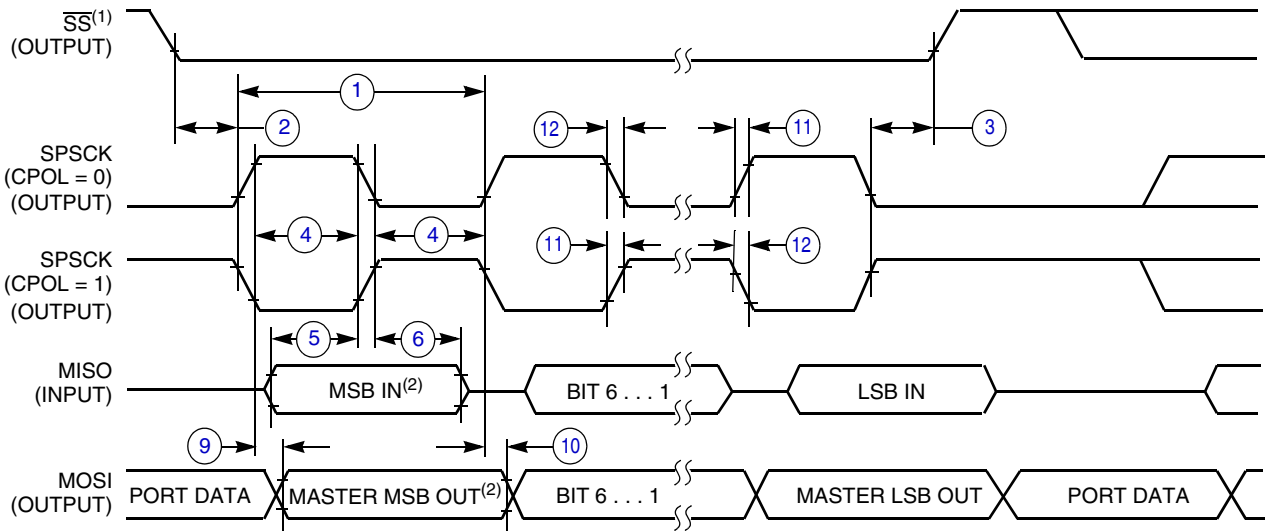 SS(1)
(OUTPUT)
1
2
12
11
3
SPSCK
(CPOL = 0)
(OUTPUT)
4
4
SPSCK
(CPOL = 1)
(OUTPUT)
11
12
5
6
MISO
(INPUT)
MSB IN(2)
BIT 6 . . . 1
LSB IN
9
10
MOSI
(OUTPUT)
PORT DATA
MASTER MSB OUT(2)
BIT 6 . . . 1
MASTER LSB OUT
PORT DATA